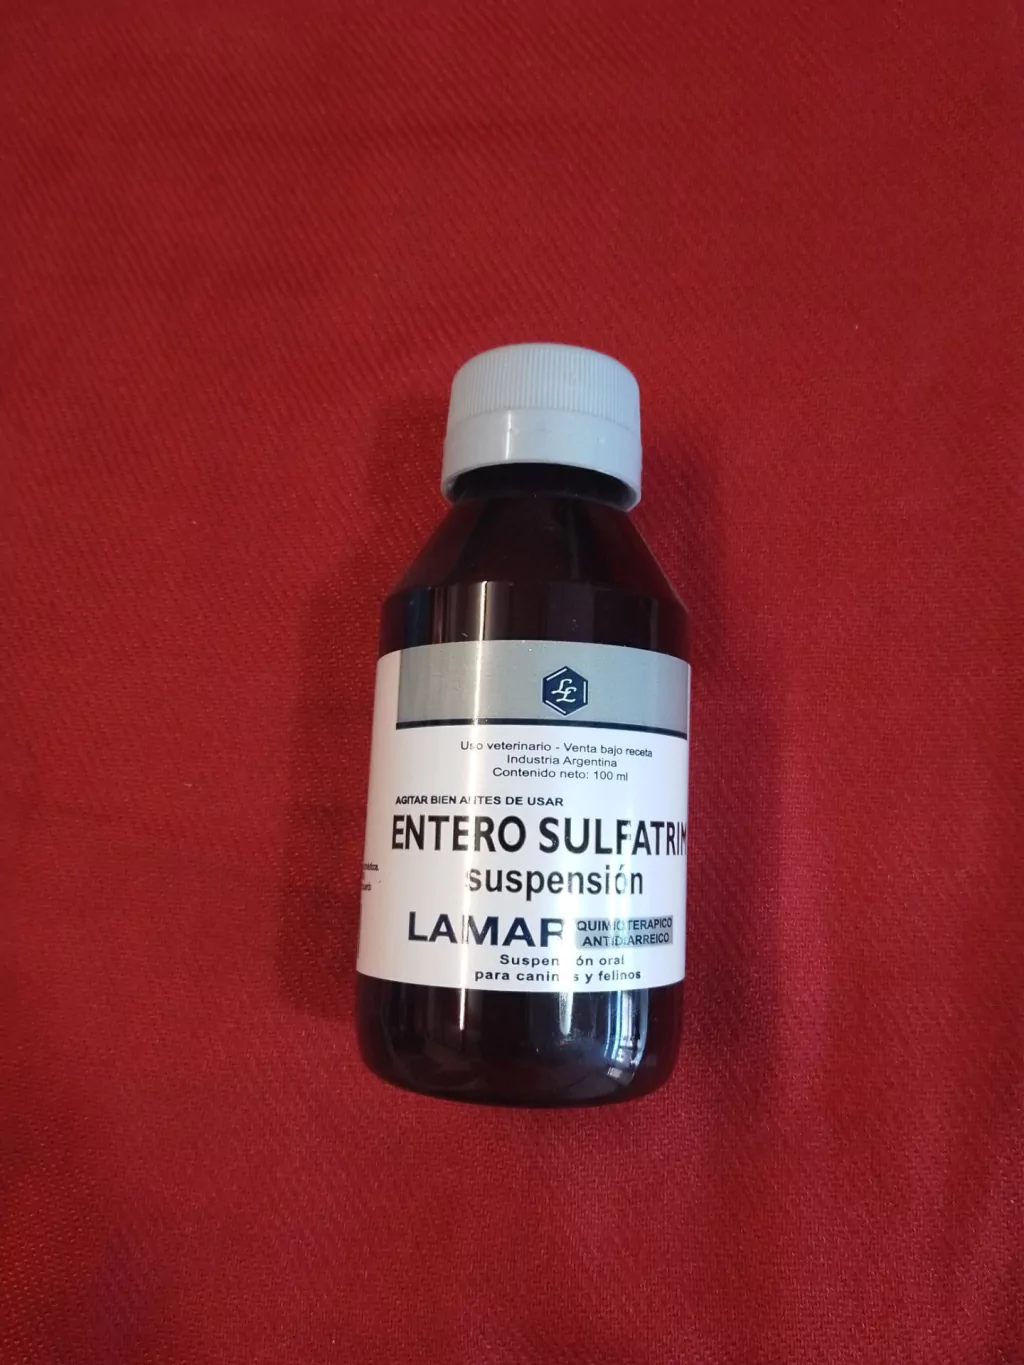 LL
Uso veterinario - Venta bajo receta
Industria Argentina
Contenido neto: 100 ml
AGITAR BIEN ANTES DE USAR
ENTERO SULFATRIM
suspensión
LAMAR
QUIMIOTERAPICO
ANTIDIARREICO
Suspensión oral
para caninos y felinos